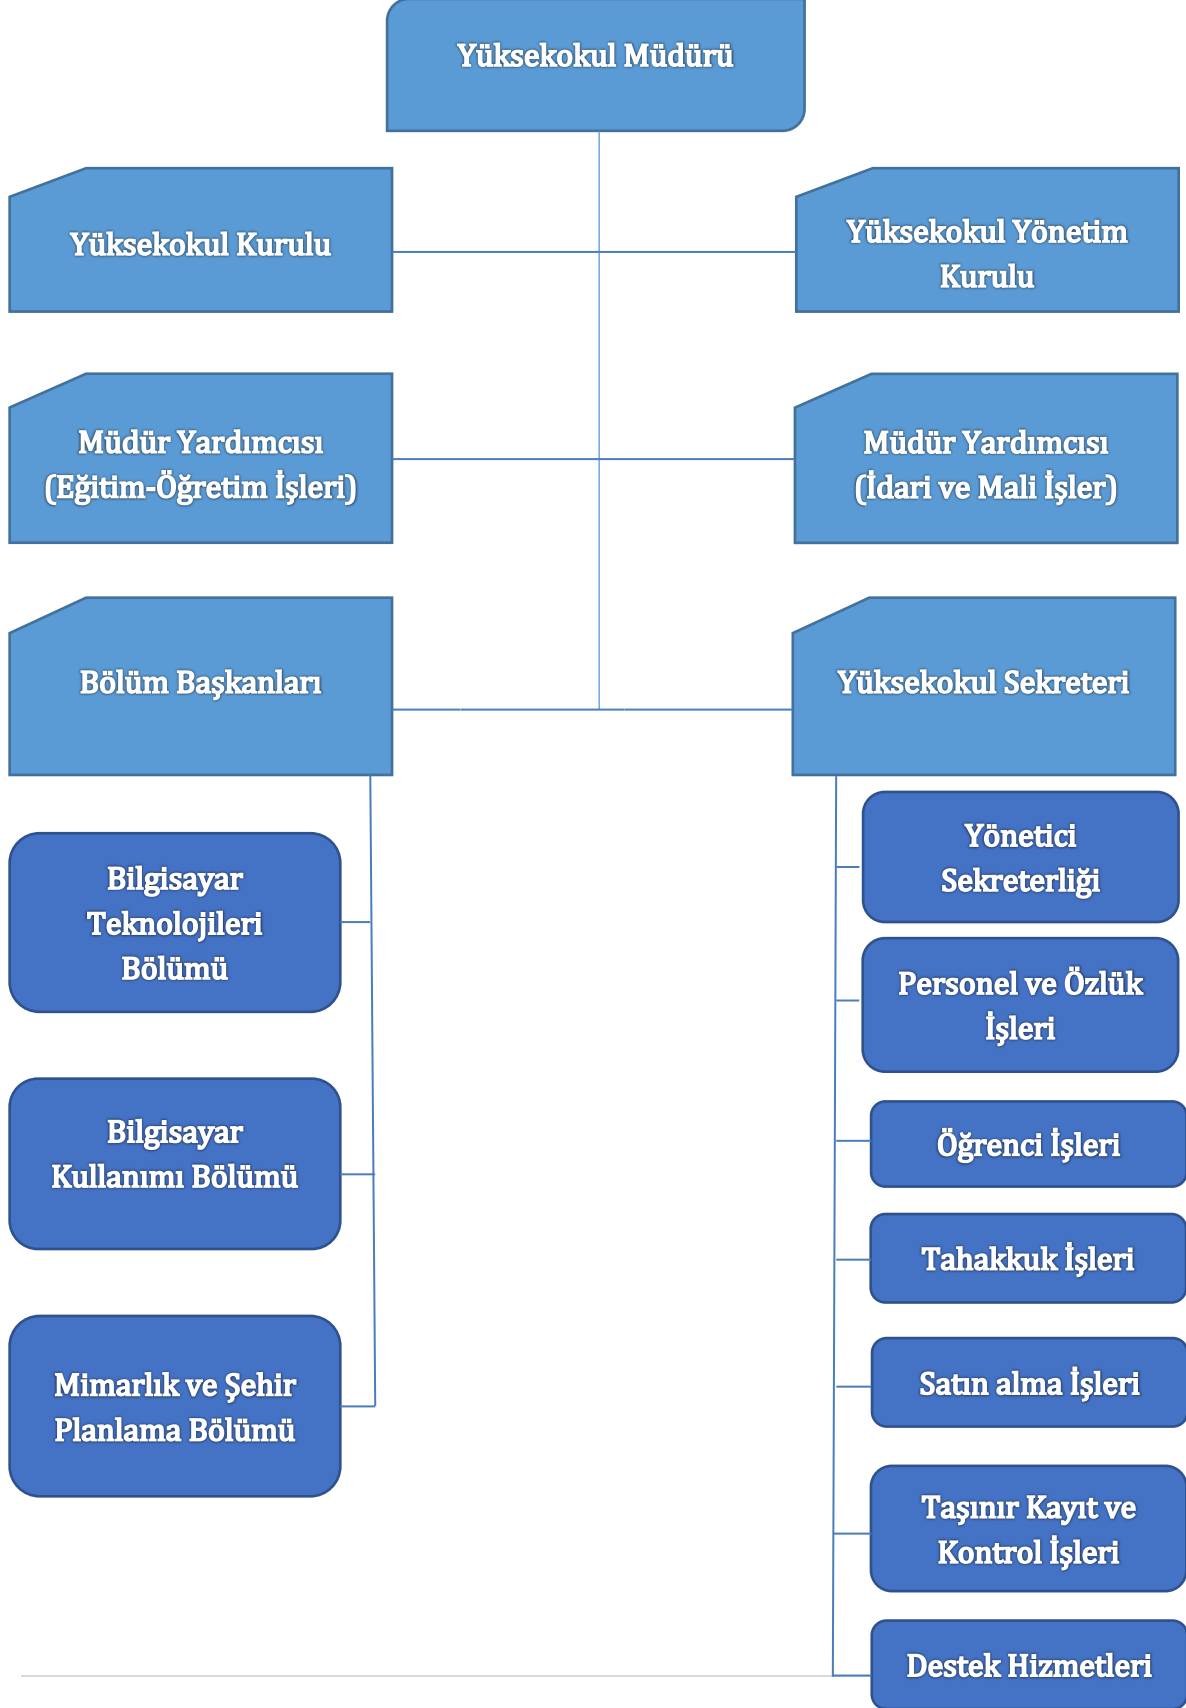 Yüksekokul Müdürü
Yüksekokul Kurulu
Yüksekokul Yönetim
Kurulu
Müdür Yardımcısı
(Eğitim-Öğretim İşleri)
Müdür Yardımcısı
(İdari ve Mali İşler)
Bölüm Başkanları
Yüksekokul Sekreteri
Bilgisayar
Teknolojileri
Bölümü
Bilgisayar
Kullanımı Bölümü
Mimarlık ve Şehir
Planlama Bölümü
Yönetici
Sekreterliği
Personel ve Özlük
İşleri
Öğrenci İşleri
Tahakkuk İşleri
Satın alma İşleri
Taşınır Kayıt ve
Kontrol İşleri
Destek Hizmetleri